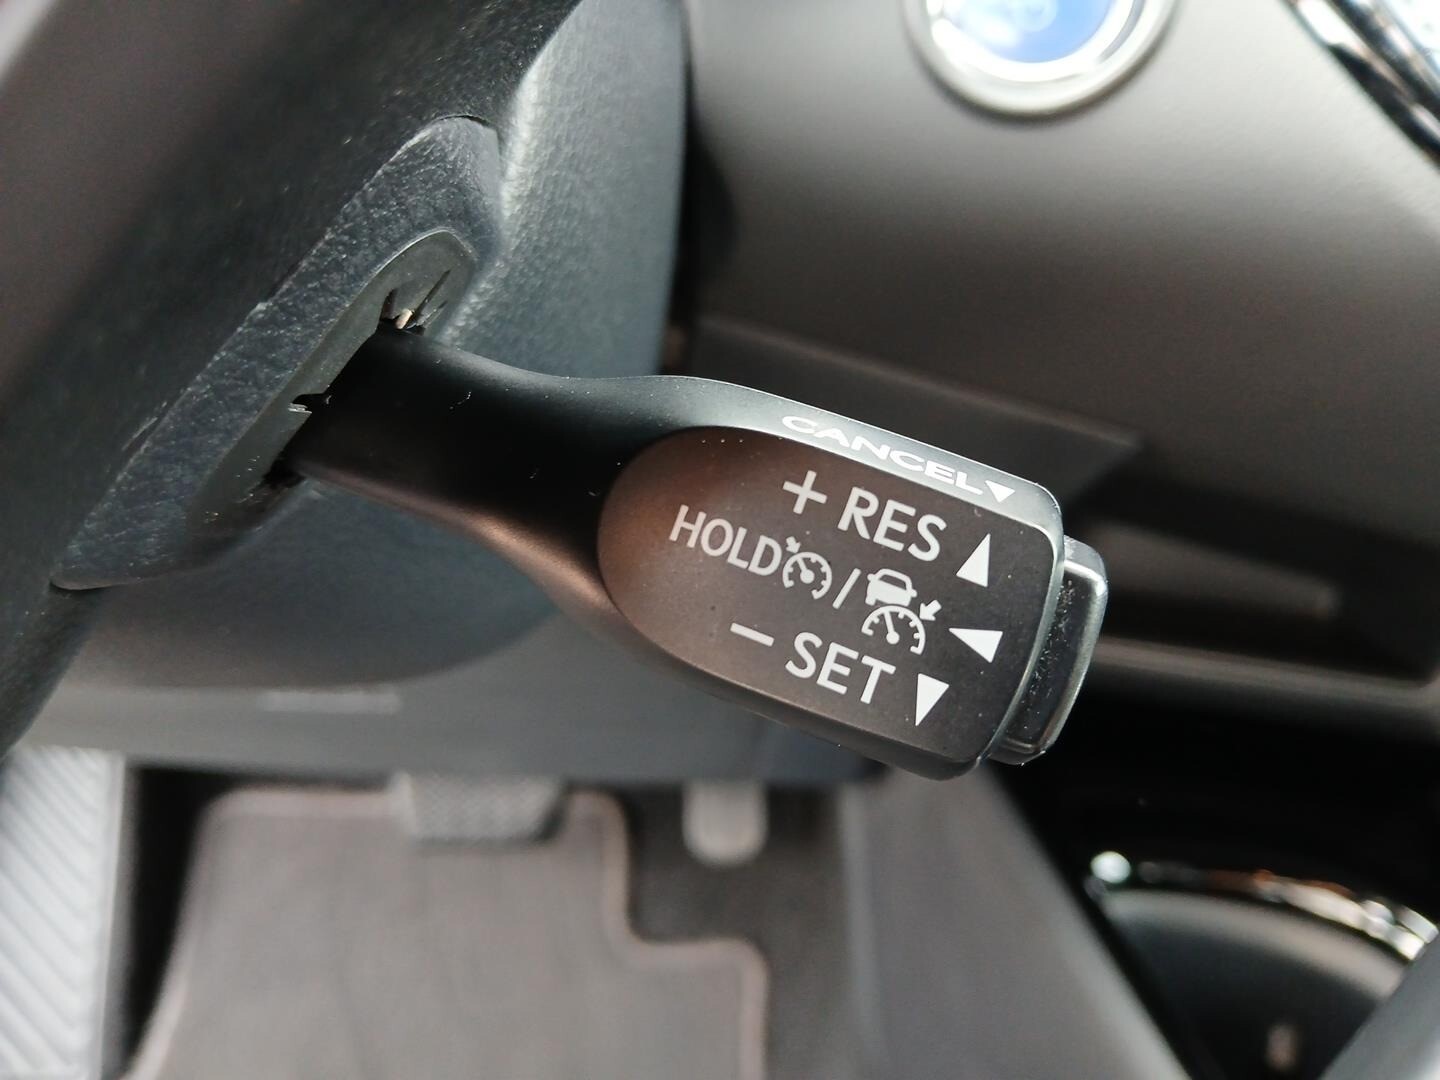 CANCEL
+ RES
HOLD /
− SET